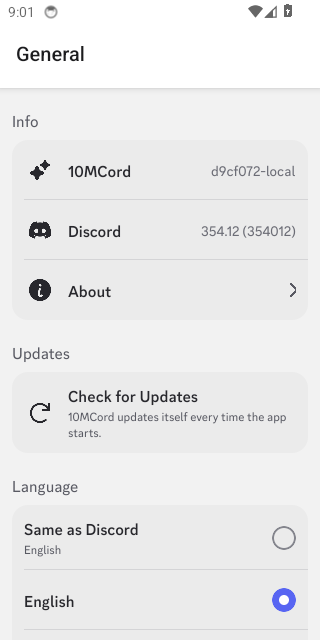 9:01
General
Info
10MCord d9cf072-local
Discord 354.12 (354012)
About
Updates
Check for Updates
10MCord updates itself every time the app
starts.
Language
Same as Discord
English
English